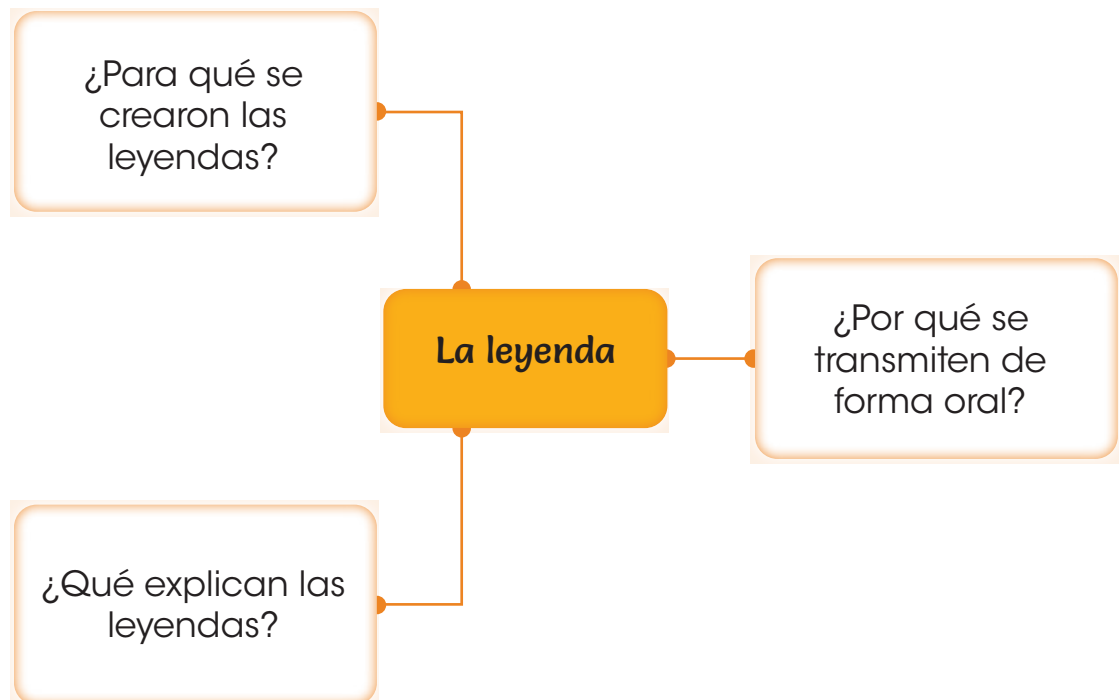 ¿Para qué se
crearon las
leyendas?
La leyenda
¿Por qué se
transmiten de
forma oral?
¿Qué explican las
leyendas?